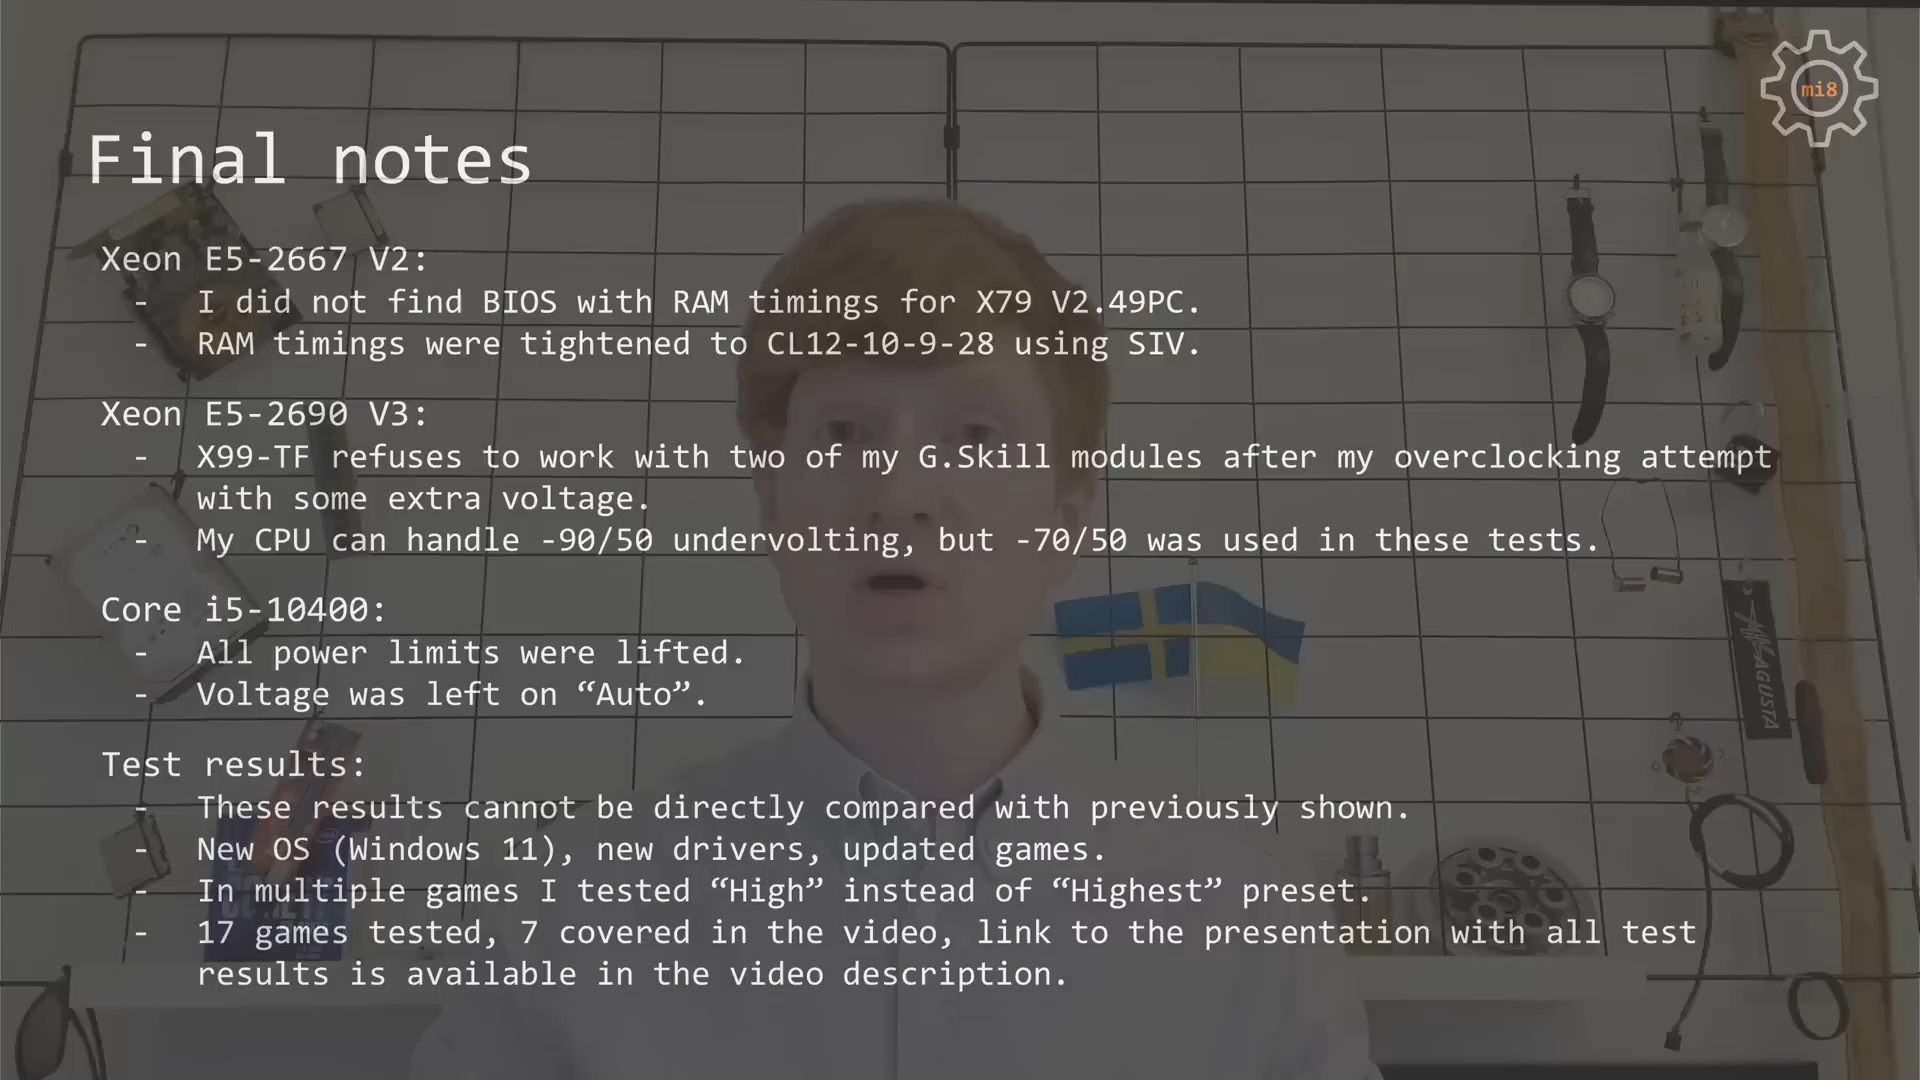 mi8
Final notes
Xeon E5-2667 V2:
- I did not find BIOS with RAM timings for X79 V2.49PC.
- RAM timings were tightened to CL12-10-9-28 using SIV.
Xeon E5-2690 V3:
- X99-TF refuses to work with two of my G.Skill modules after my overclocking attempt
with some extra voltage.
- My CPU can handle -90/50 undervolting, but -70/50 was used in these tests.
Core i5-10400:
- All power limits were lifted.
- Voltage was left on “Auto”.
AGUSTA
Test results:
- These results cannot be directly compared with previously shown.
- New OS (Windows 11), new drivers, updated games.
- In multiple games I tested “High” instead of “Highest” preset.
- 17 games tested, 7 covered in the video, link to the presentation with all test
results is available in the video description.